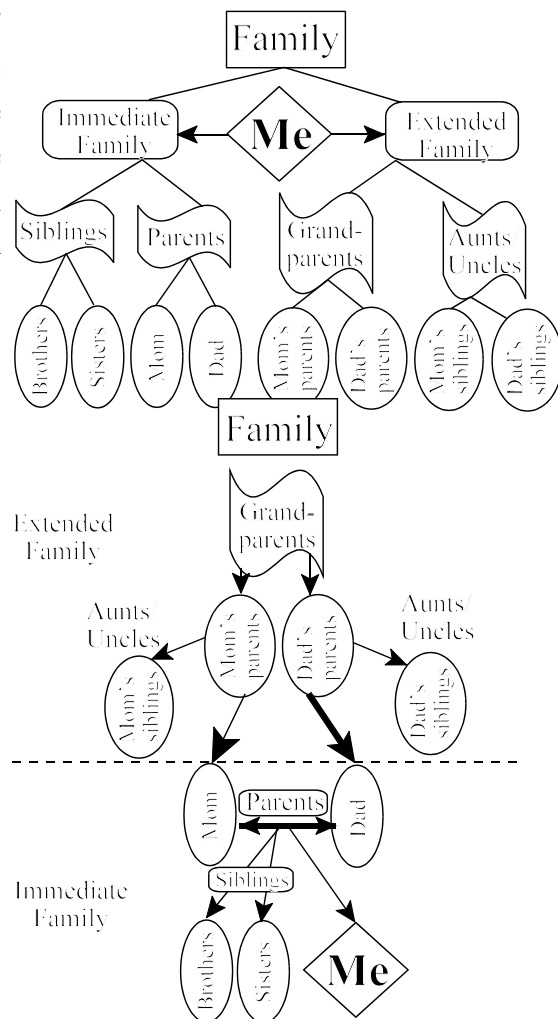 Family
Immediate
Family
Me
Extended
Family
Siblings
Parents
Grand-
parents
Aunts
Uncles
Brothers
Sisters
Mom
Dad
Mom's
parents
Dad's
parents
Mom's
siblings
Dad's
siblings
Family
Extended
Family
Grand-
parents
Aunts/
Uncles
Aunts/
Uncles
Mom's
parents
Dad's
parents
Mom's
siblings
Dad's
siblings
Mom
Parents
Dad
Siblings
Immediate
Family
Brothers
Sisters
Me